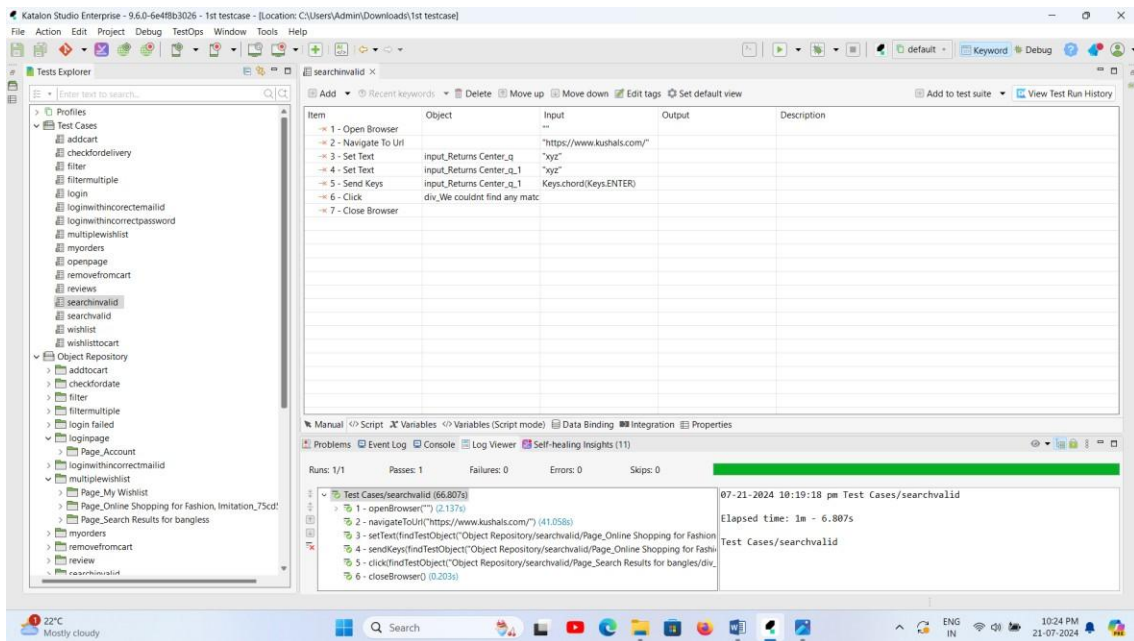 Katalon Studio Enterprise - 9.6.0-6e4f8b3026 - 1st testcase - [Location: C:\Users\Admin\Downloads\1st testcase]
File Action Edit Project Debug TestOps Window Tools Help
default Keyword Debug
Tests Explorer
Enter text to search...
Profiles
Test Cases
addcart
checkfordelivery
filter
filtermultiple
login
loginwithincorectemailid
loginwithincorrectpassword
multiplewishlist
myorders
openpage
removefromcart
reviews
searchinvalid
searchvalid
wishlist
wishlisttocart
Object Repository
addtocart
checkfordate
filter
filtermultiple
login failed
loginpage
Page_Account
loginwithincorrectmailid
multiplewishlist
Page_My Wishlist
Page_Online Shopping for Fashion, Imitation_75cd!
Page_Search Results for bangless
myorders
removefromcart
review
searchinvalid
searchinvalid
Add Recent keywords Delete Move up Move down Edit tags Set default view Add to test suite View Test Run History
Item Object Input Output Description
1 - Open Browser ""
2 - Navigate To Url "https://www.kushals.com/"
3 - Set Text input_Returns Center_q "xyz"
4 - Set Text input_Returns Center_q_1 "xyz"
5 - Send Keys input_Returns Center_q_1 Keys.chord(Keys.ENTER)
6 - Click div_We couldnt find any matc
7 - Close Browser
Manual Script Variables Variables (Script mode) Data Binding Integration Properties
Problems Event Log Console Log Viewer Self-healing Insights (11)
Runs: 1/1 Passes: 1 Failures: 0 Errors: 0 Skips: 0
Test Cases/searchvalid (66.807s)
1 - openBrowser("") (2.137s)
2 - navigateToUrl("https://www.kushals.com/") (41.058s)
3 - setText(findTestObject("Object Repository/searchvalid/Page_Online Shopping for Fashion
4 - sendKeys(findTestObject("Object Repository/searchvalid/Page_Online Shopping for Fashi
5 - click(findTestObject("Object Repository/searchvalid/Page_Search Results for bangles/div_
6 - closeBrowser() (0.203s)
07-21-2024 10:19:18 pm Test Cases/searchvalid
Elapsed time: 1m - 6.807s
Test Cases/searchvalid
1
22°C
Mostly cloudy
Search
ENG
IN
10:24 PM
21-07-2024